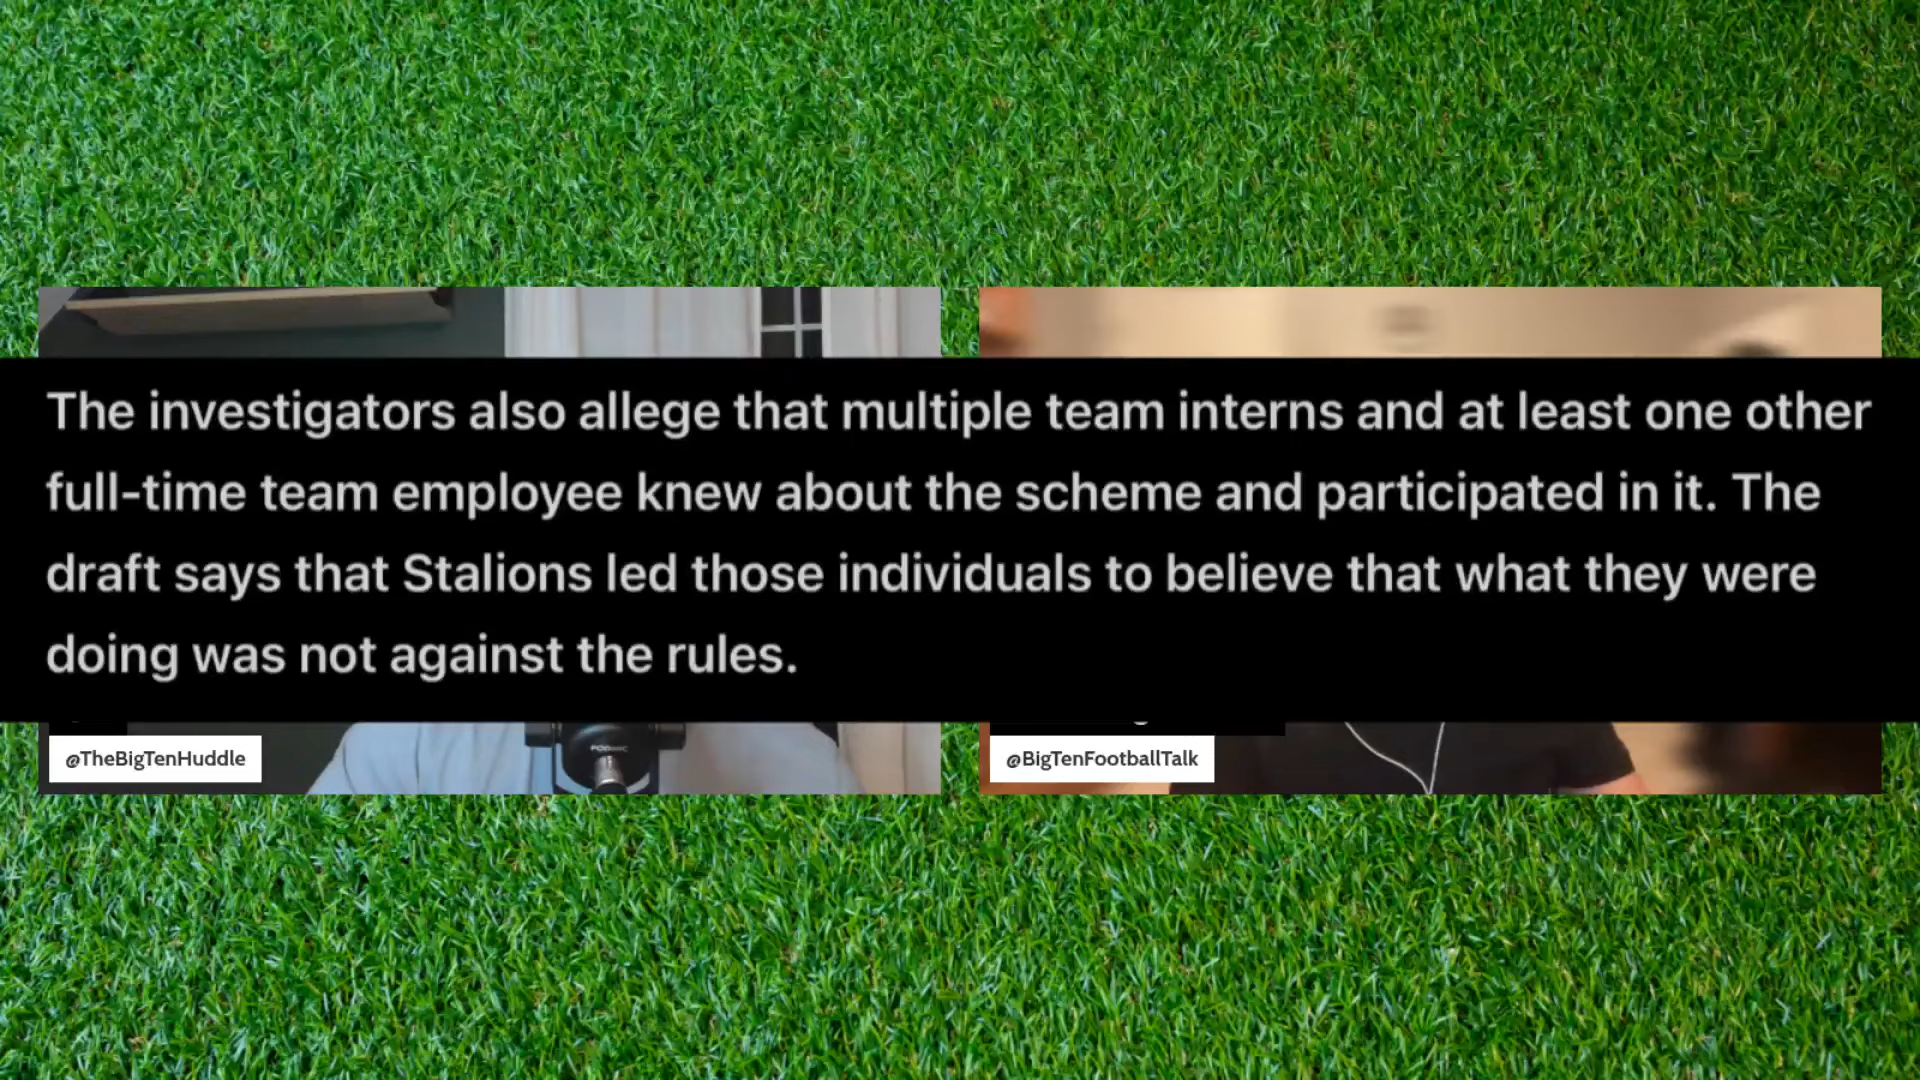 The investigators also allege that multiple team interns and at least one other
full-time team employee knew about the scheme and participated in it. The
draft says that Stalions led those individuals to believe that what they were
doing was not against the rules.
@TheBigTenHuddle
@BigTenFootballTalk
PODMIC